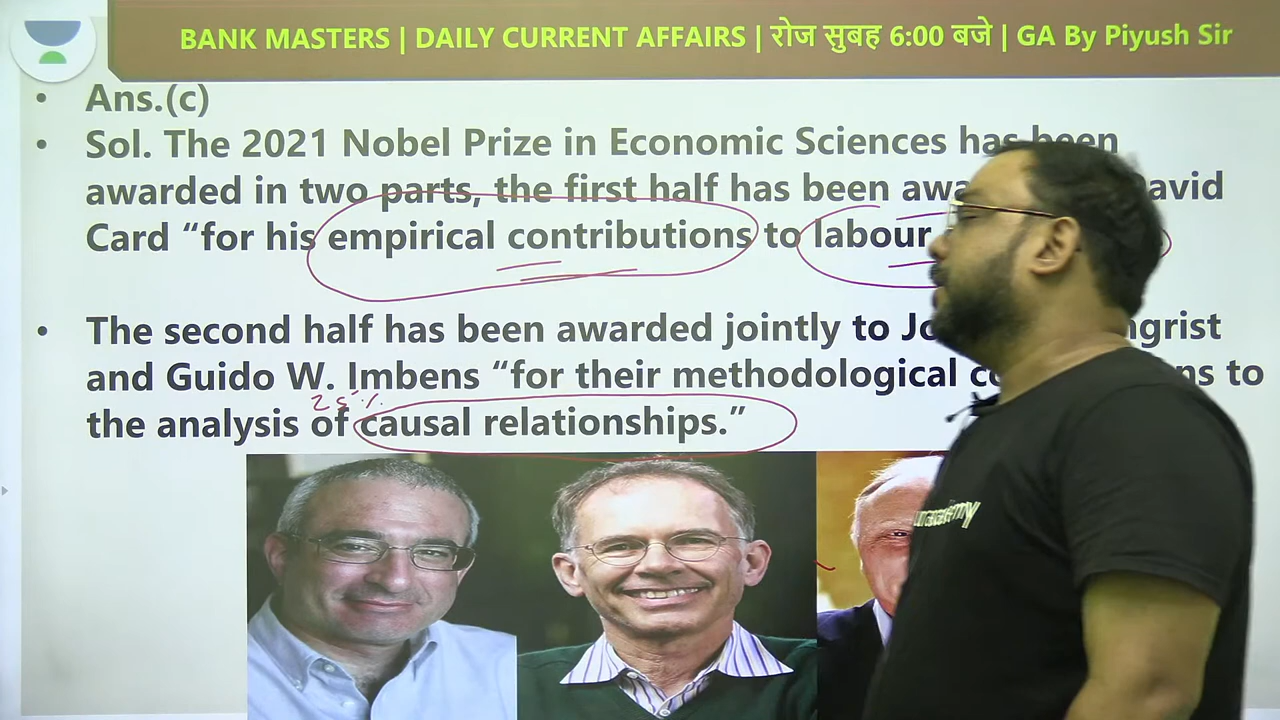 BANK MASTERS | DAILY CURRENT AFFAIRS | रोज सुबह 6:00 बजे | GA By Piyush Sir
• Ans.(c)
• Sol. The 2021 Nobel Prize in Economic Sciences has been
awarded in two parts, the first half has been
Card “for his empirical contributions to labour
• The second half has been awarded jointly to
and Guido W. Imbens “for their methodological to
25%
the analysis of causal relationships.”